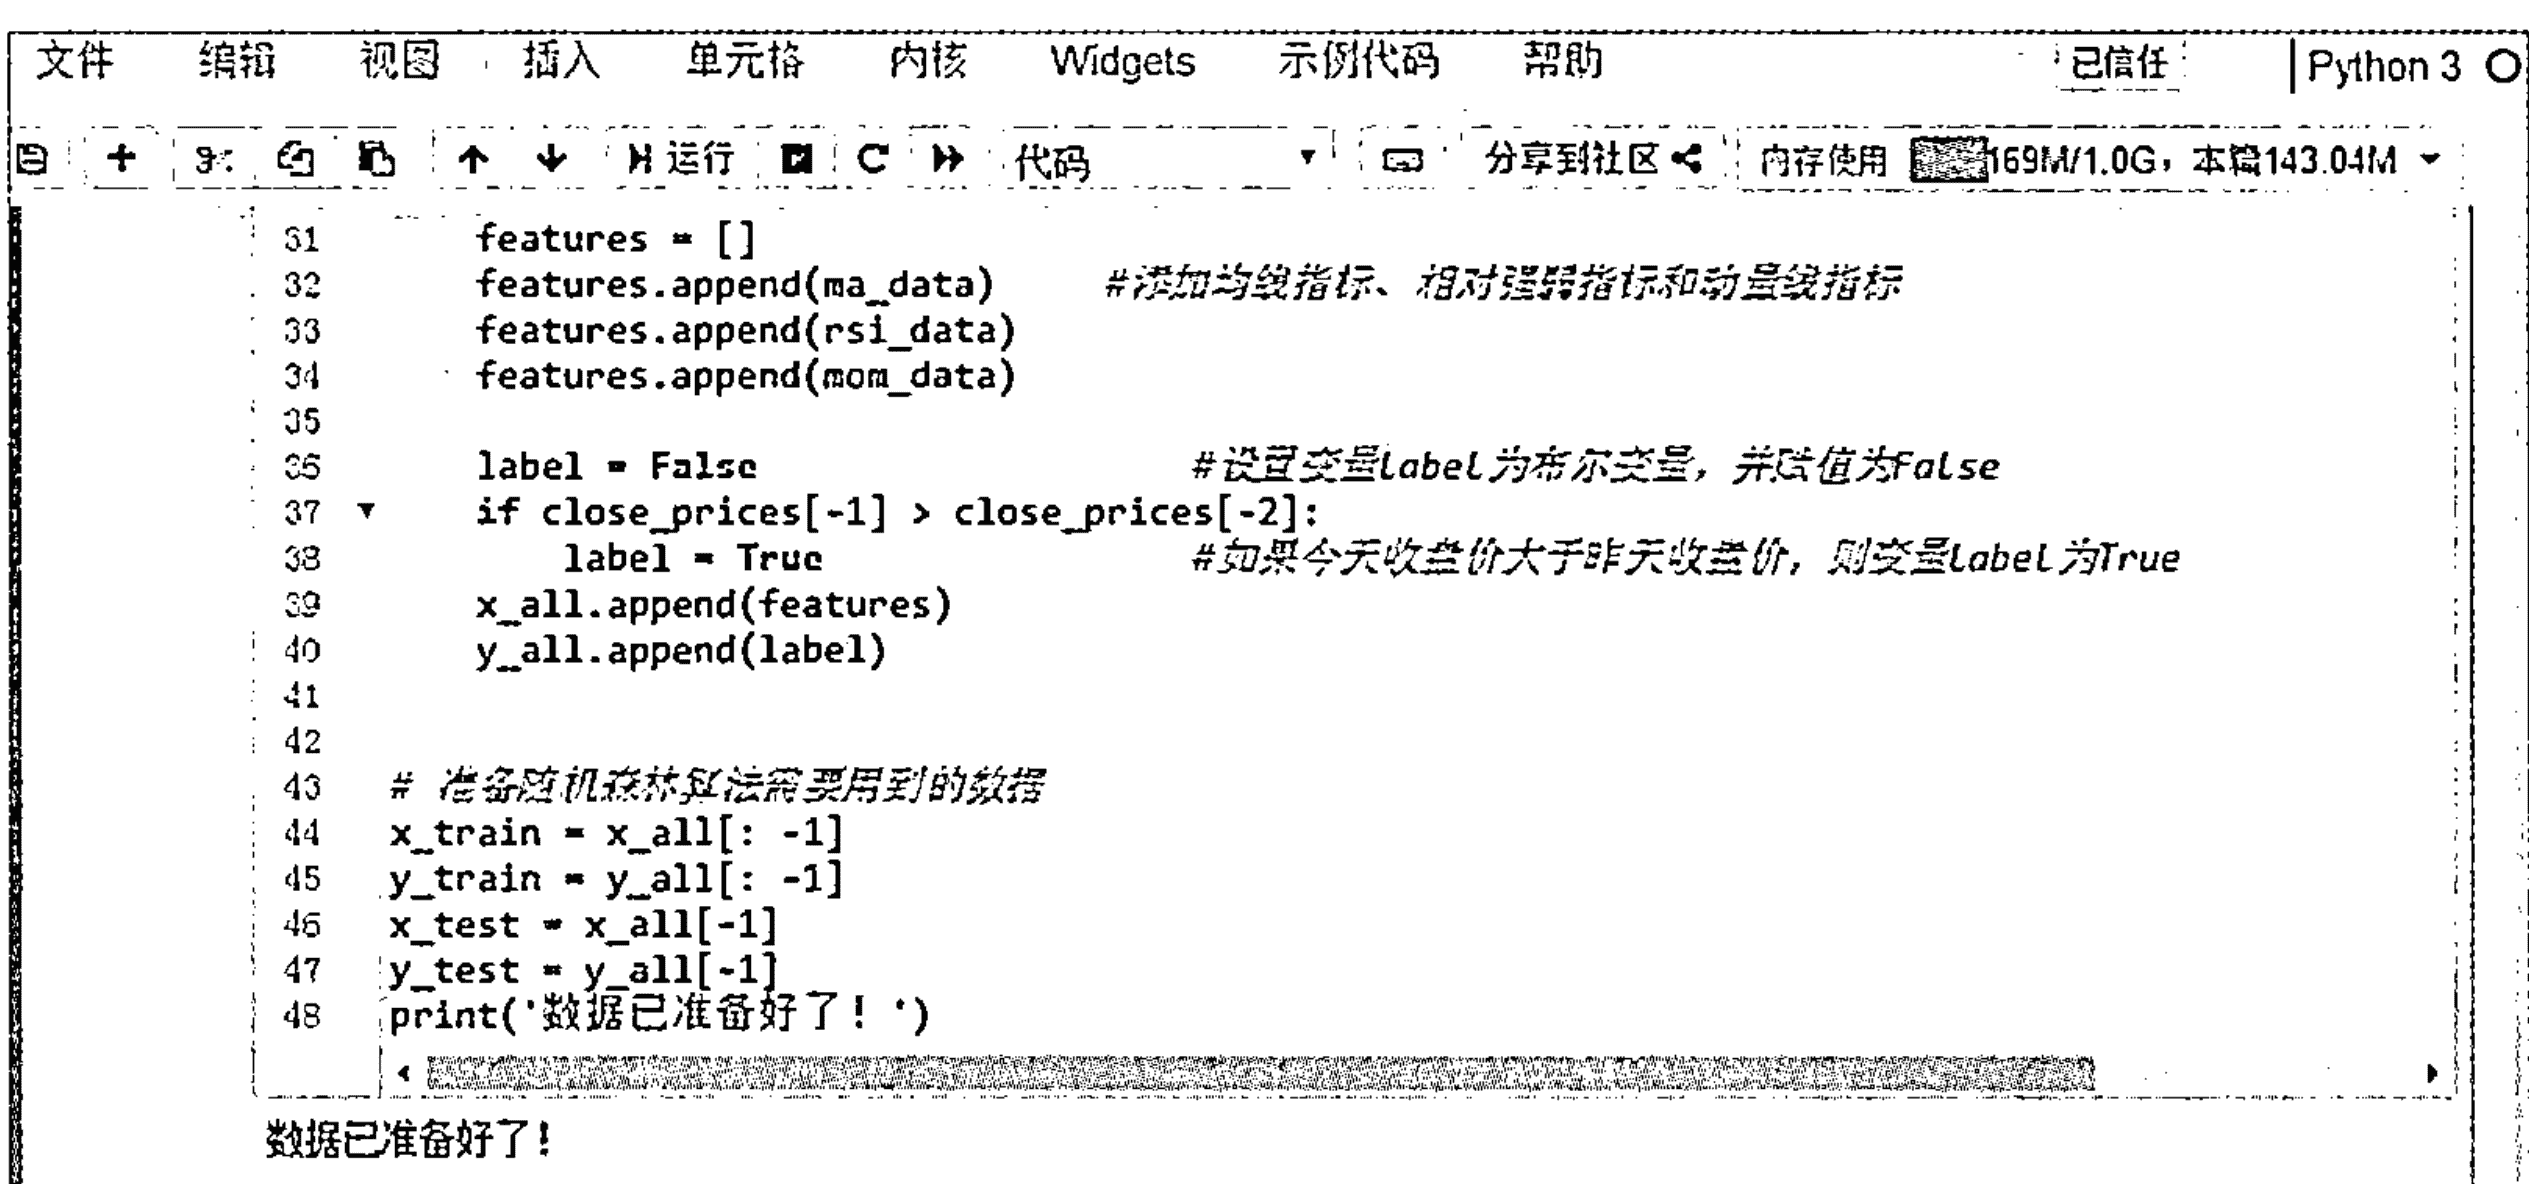 文件 编辑 视图 插入 单元格 内核 Widgets 示例代码 帮助 已信任 Python 3
运行 代码 分享到社区 内存使用 169M/1.0G, 本篇143.04M
31 features = []
32 features.append(ma_data) #添加均线指标、相对强弱指标和动量线指标
33 features.append(rsi_data)
34 features.append(mom_data)
35
36 label = False #设置变量label为布尔变量，并赋值为False
37 if close_prices[-1] > close_prices[-2]:
38 label = True #如果今天收盘价大于昨天收盘价，则变量label为True
39 x_all.append(features)
40 y_all.append(label)
41
42
43 # 准备随机森林算法需要用到的数据
44 x_train = x_all[: -1]
45 y_train = y_all[: -1]
46 x_test = x_all[-1]
47 y_test = y_all[-1]
48 print('数据已准备好了！')
数据已准备好了！